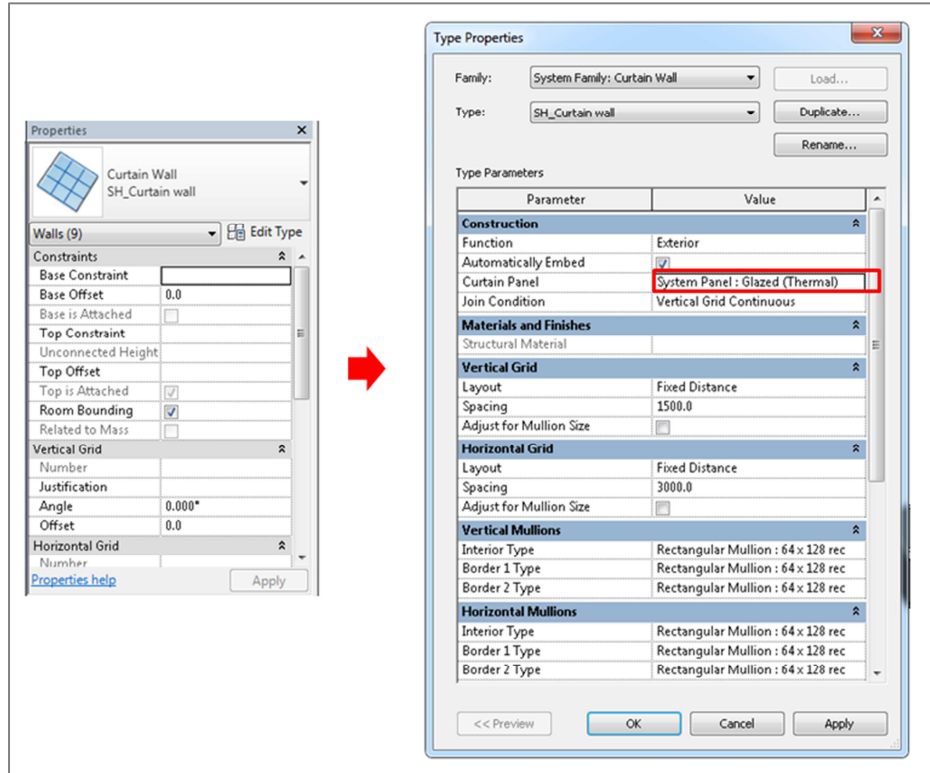 Properties
Curtain Wall
SH_Curtain wall
Walls (9) Edit Type
Constraints
Base Constraint
Base Offset 0.0
Base is Attached
Top Constraint
Unconnected Height
Top Offset
Top is Attached
Room Bounding
Related to Mass
Vertical Grid
Number
Justification
Angle 0.000°
Offset 0.0
Horizontal Grid
Number
Properties help Apply
Type Properties
Family: System Family: Curtain Wall Load...
Type: SH_Curtain wall Duplicate...
Rename...
Type Parameters
Parameter Value
Construction
Function Exterior
Automatically Embed
Curtain Panel System Panel : Glazed (Thermal)
Join Condition Vertical Grid Continuous
Materials and Finishes
Structural Material
Vertical Grid
Layout Fixed Distance
Spacing 1500.0
Adjust for Mullion Size
Horizontal Grid
Layout Fixed Distance
Spacing 3000.0
Adjust for Mullion Size
Vertical Mullions
Interior Type Rectangular Mullion : 64 x 128 rec
Border 1 Type Rectangular Mullion : 64 x 128 rec
Border 2 Type Rectangular Mullion : 64 x 128 rec
Horizontal Mullions
Interior Type Rectangular Mullion : 64 x 128 rec
Border 1 Type Rectangular Mullion : 64 x 128 rec
Border 2 Type Rectangular Mullion : 64 x 128 rec
<< Preview OK Cancel Apply